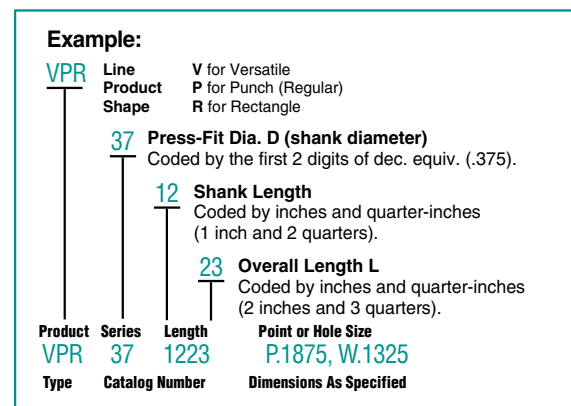 Example:
VPR Line V for Versatile
Product P for Punch (Regular)
Shape R for Rectangle
37 Press-Fit Dia. D (shank diameter)
Coded by the first 2 digits of dec. equiv. (.375).
12 Shank Length
Coded by inches and quarter-inches
(1 inch and 2 quarters).
23 Overall Length L
Coded by inches and quarter-inches
(2 inches and 3 quarters).
Product Series Length Point or Hole Size
VPR 37 1223 P.1875, W.1325
Type Catalog Number Dimensions As Specified